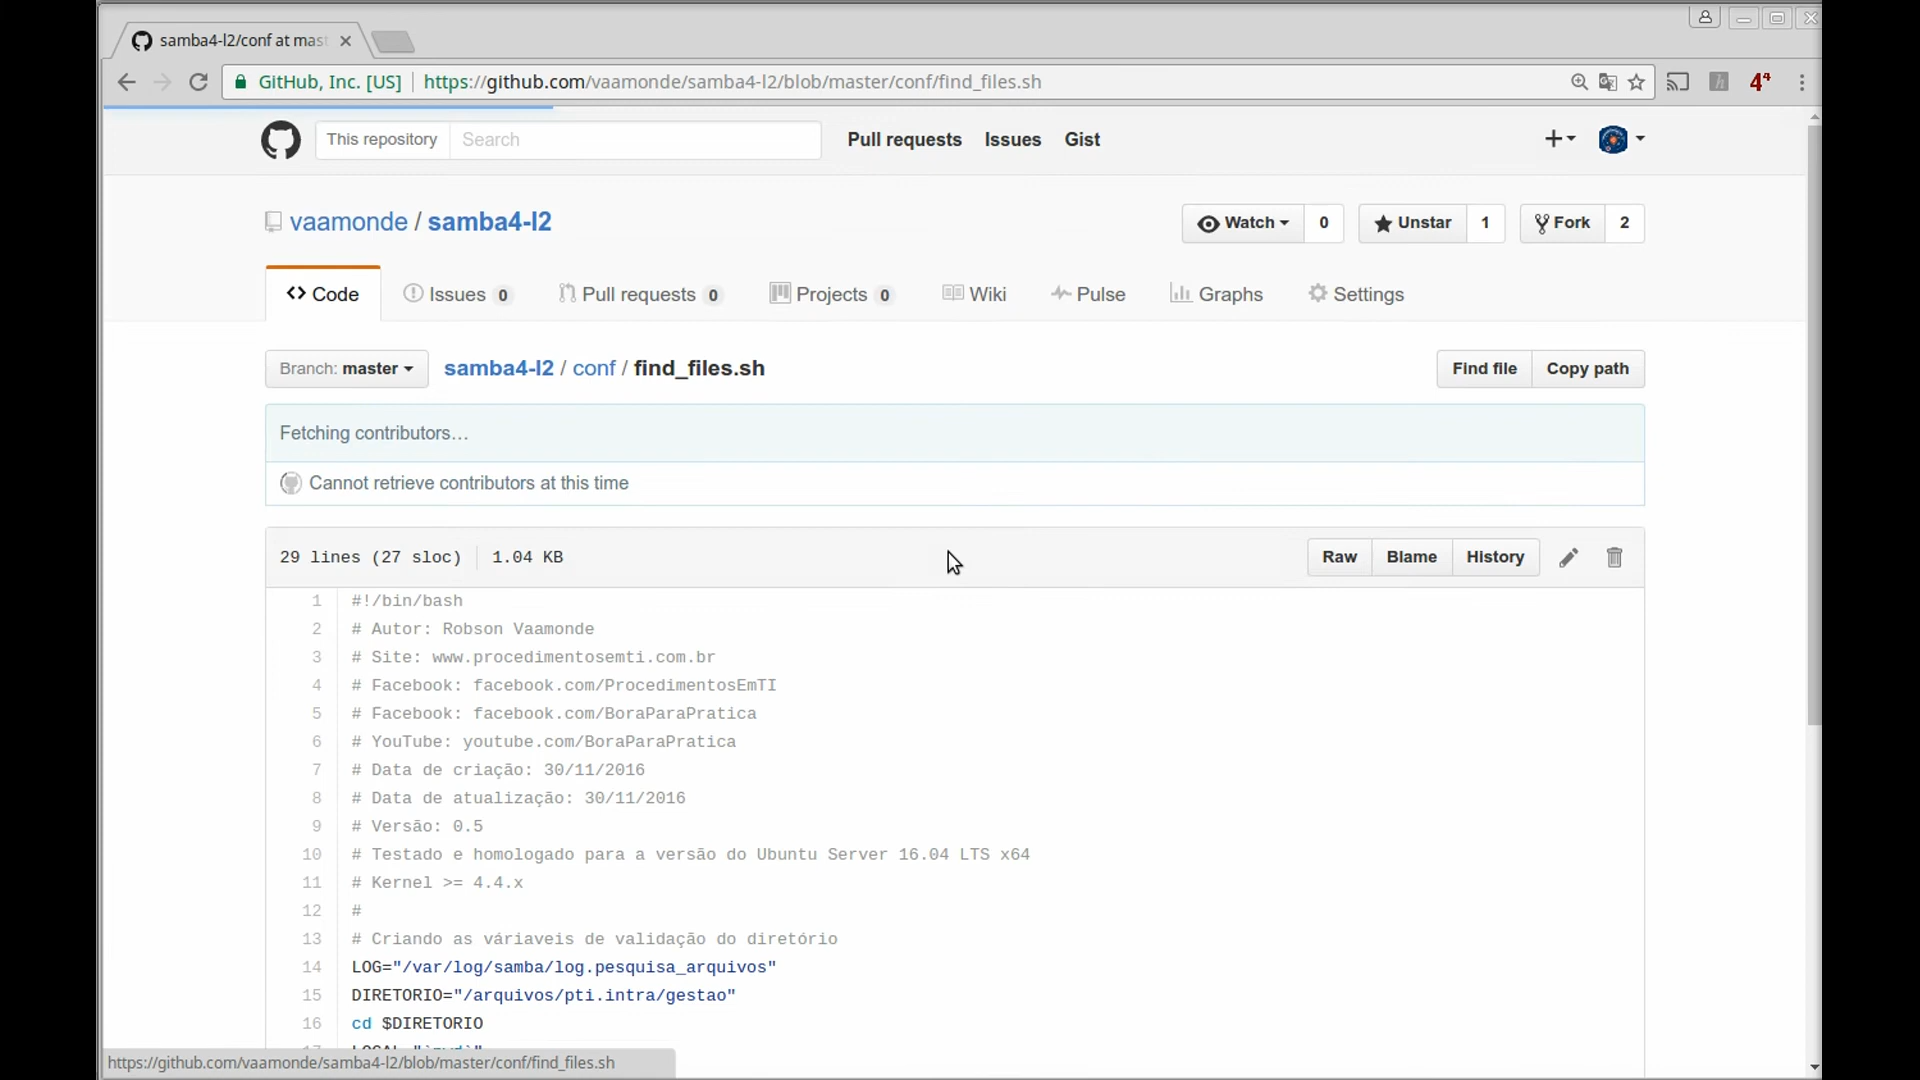 samba4-l2/conf at mast
GitHub, Inc. [US] https://github.com/vaamonde/samba4-l2/blob/master/conf/find_files.sh
This repository Search Pull requests Issues Gist
vaamonde / samba4-l2 Watch 0 Unstar 1 Fork 2
Code Issues 0 Pull requests 0 Projects 0 Wiki Pulse Graphs Settings
Branch: master samba4-l2 / conf / find_files.sh Find file Copy path
Fetching contributors…
Cannot retrieve contributors at this time
29 lines (27 sloc) 1.04 KB Raw Blame History
1 #!/bin/bash
2 # Autor: Robson Vaamonde
3 # Site: www.procedimentosemti.com.br
4 # Facebook: facebook.com/ProcedimentosEmTI
5 # Facebook: facebook.com/BoraParaPratica
6 # YouTube: youtube.com/BoraParaPratica
7 # Data de criação: 30/11/2016
8 # Data de atualização: 30/11/2016
9 # Versão: 0.5
10 # Testado e homologado para a versão do Ubuntu Server 16.04 LTS x64
11 # Kernel >= 4.4.x
12 #
13 # Criando as váriaveis de validação do diretório
14 LOG="/var/log/samba/log.pesquisa_arquivos"
15 DIRETORIO="/arquivos/pti.intra/gestao"
16 cd $DIRETORIO
https://github.com/vaamonde/samba4-l2/blob/master/conf/find_files.sh